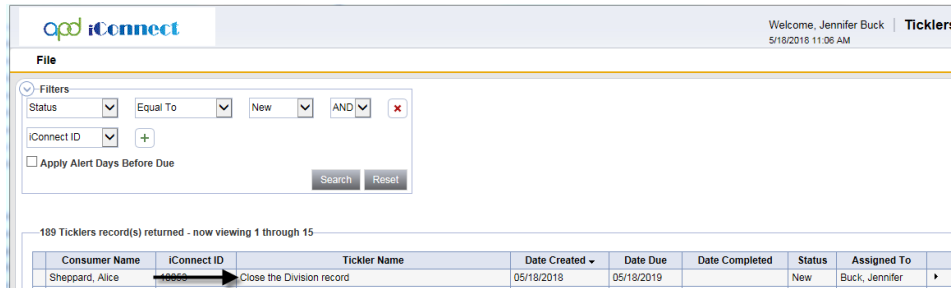 apd iConnect
Welcome, Jennifer Buck | Ticklers
5/18/2018 11:06 AM
File
Filters
Status Equal To New AND
iConnect ID
Apply Alert Days Before Due
Search Reset
189 Ticklers record(s) returned - now viewing 1 through 15
Consumer Name iConnect ID Tickler Name Date Created Date Due Date Completed Status Assigned To
Sheppard, Alice Close the Division record 05/18/2018 05/18/2019 New Buck, Jennifer